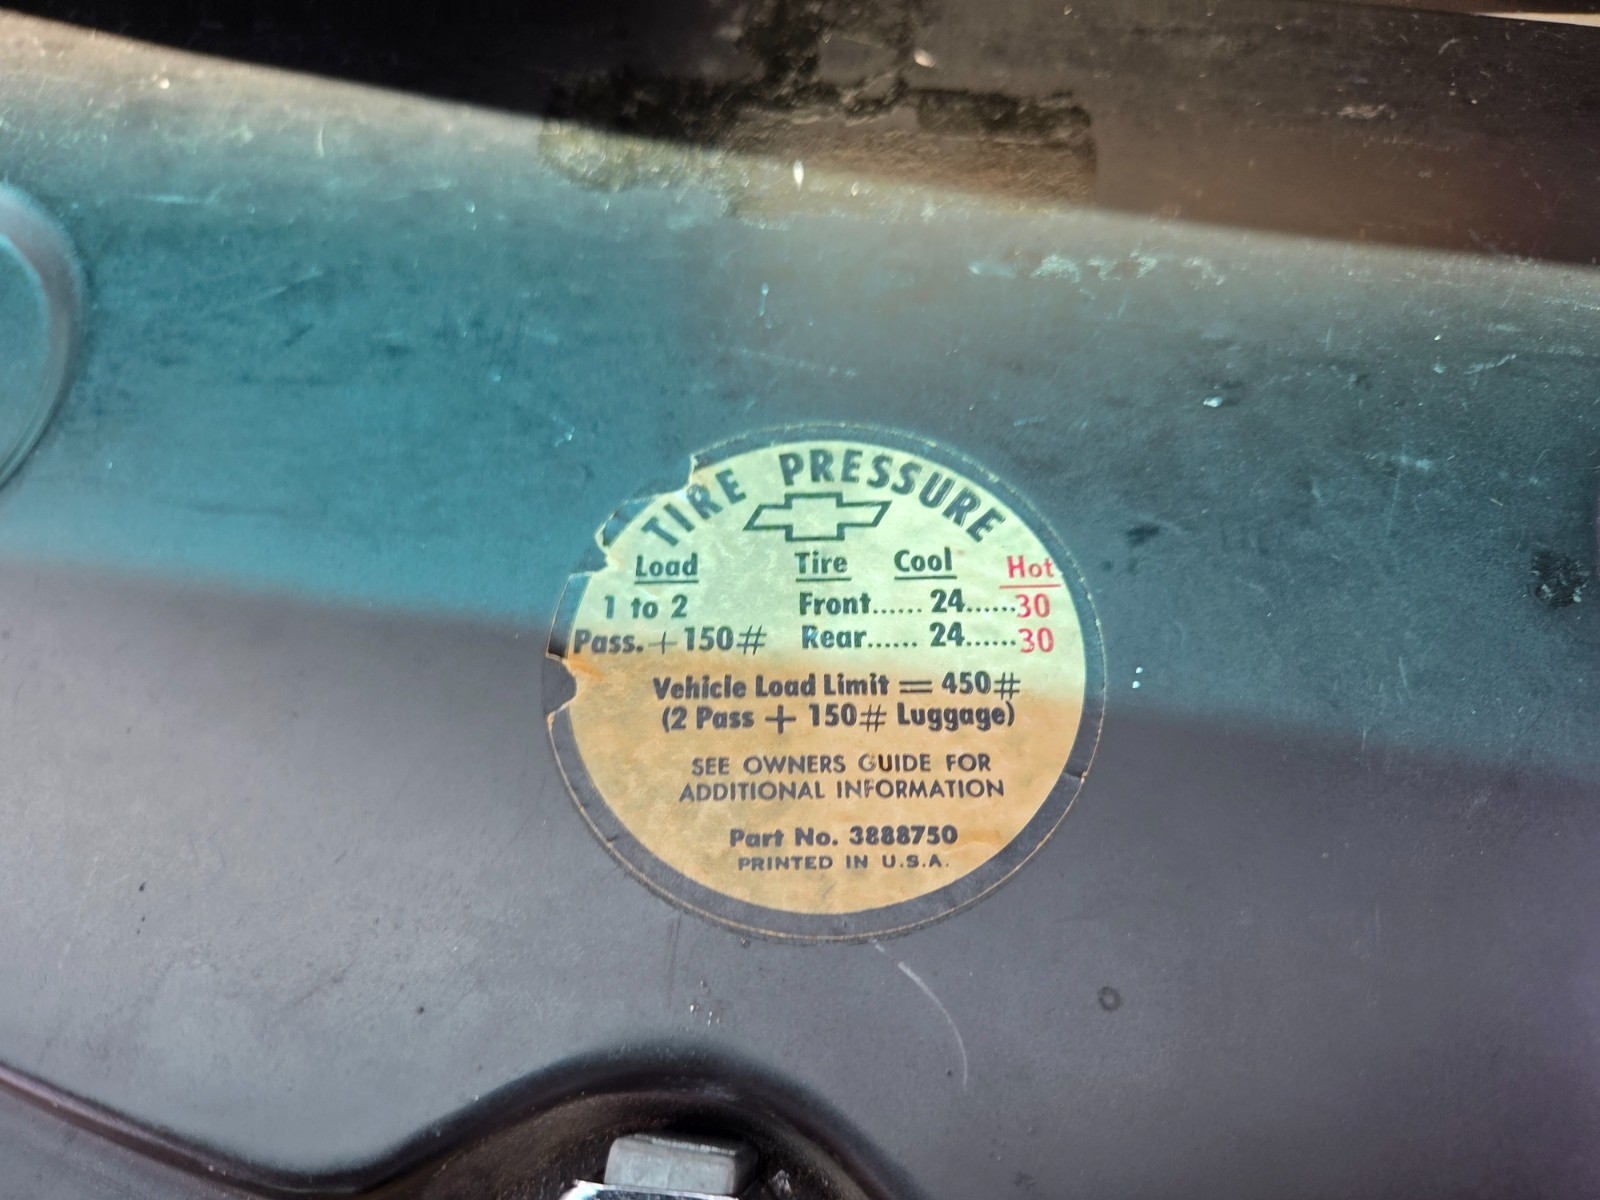 TIRE PRESSURE
Load Tire Cool Hot
1 to 2 Front...... 24......30
Pass. + 150# Rear...... 24......30
Vehicle Load Limit = 450#
(2 Pass + 150# Luggage)
SEE OWNERS GUIDE FOR
ADDITIONAL INFORMATION
Part No. 3888750
PRINTED IN U.S.A.